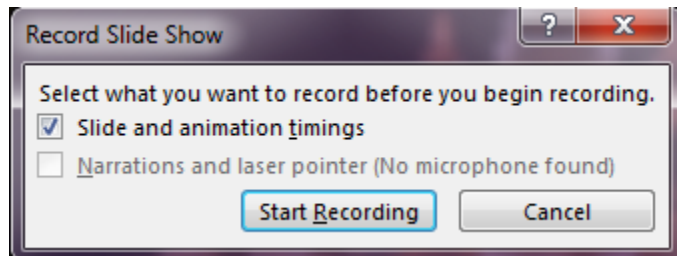 Record Slide Show
?
X
Select what you want to record before you begin recording.
Slide and animation timings
Narrations and laser pointer (No microphone found)
Start Recording
Cancel